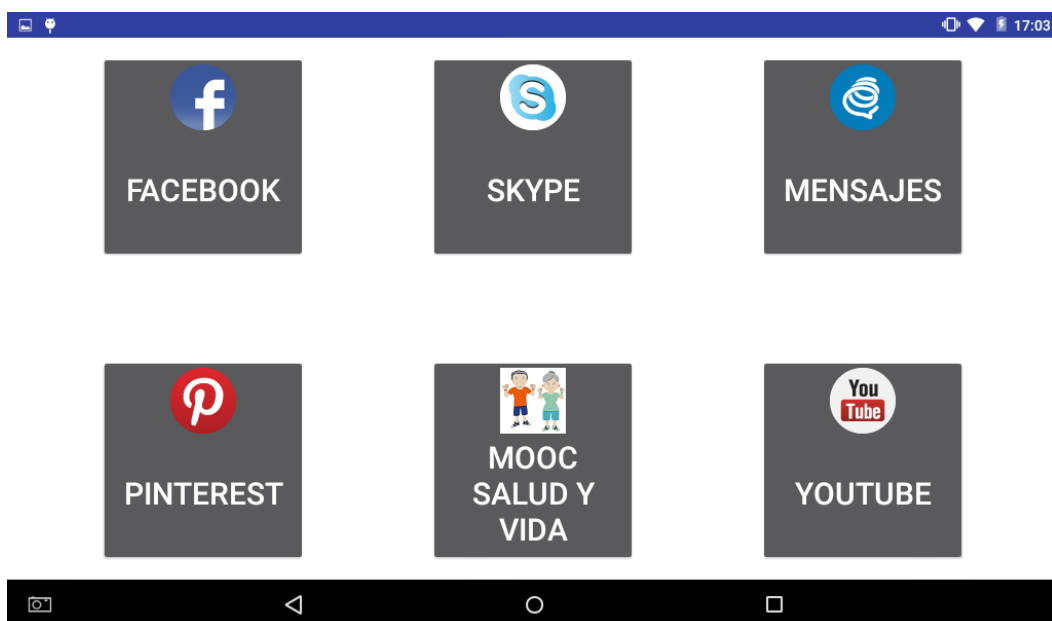 17:03
f
S
FACEBOOK
SKYPE
MENSAJES
P
You
Tube
PINTEREST
MOOC
SALUD Y
VIDA
YOUTUBE